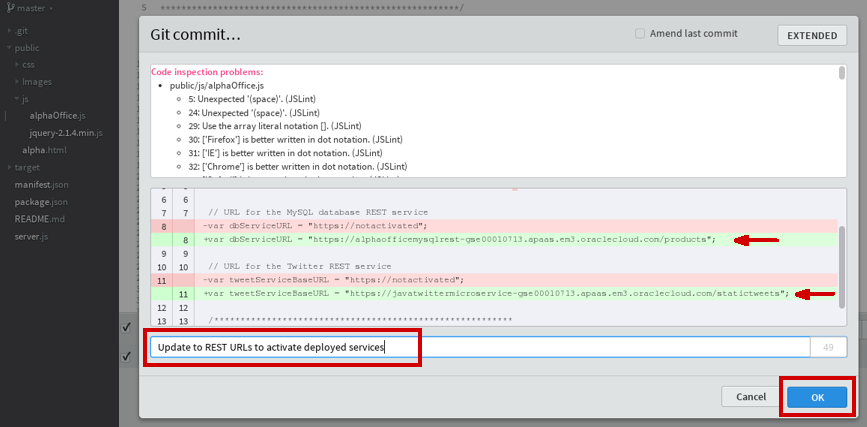 master
S *********************************************************/
Git commit…
Amend last commit
EXTENDED
.git
public
css
Images
js
alphaOffice.js
jquery-2.1.4.min.js
alpha.html
target
manifest.json
package.json
README.md
server.js
Code inspection problems:
public/js/alphaOffice.js
5: Unexpected '(space)'. (JSLint)
24: Unexpected '(space)'. (JSLint)
29: Use the array literal notation []. (JSLint)
30: ['Firefox'] is better written in dot notation. (JSLint)
31: ['IE'] is better written in dot notation. (JSLint)
32: ['Chrome'] is better written in dot notation. (JSLint)
6 6
7 7 // URL for the MySQL database REST service
8 -var dbServiceURL = "https://notactivated";
8 +var dbServiceURL = "https://alphaofficemysqlrest-gse00010713.apaas.em3.oraclecloud.com/products";
9 9
10 10 // URL for the Twitter REST service
11 -var tweetServiceBaseURL = "https://notactivated";
11 +var tweetServiceBaseURL = "https://javatwittermicroservice-gse00010713.apaas.em3.oraclecloud.com/statictweets";
12 12
13 13 /*********************************************************
Update to REST URLs to activate deployed services
49
Cancel
OK